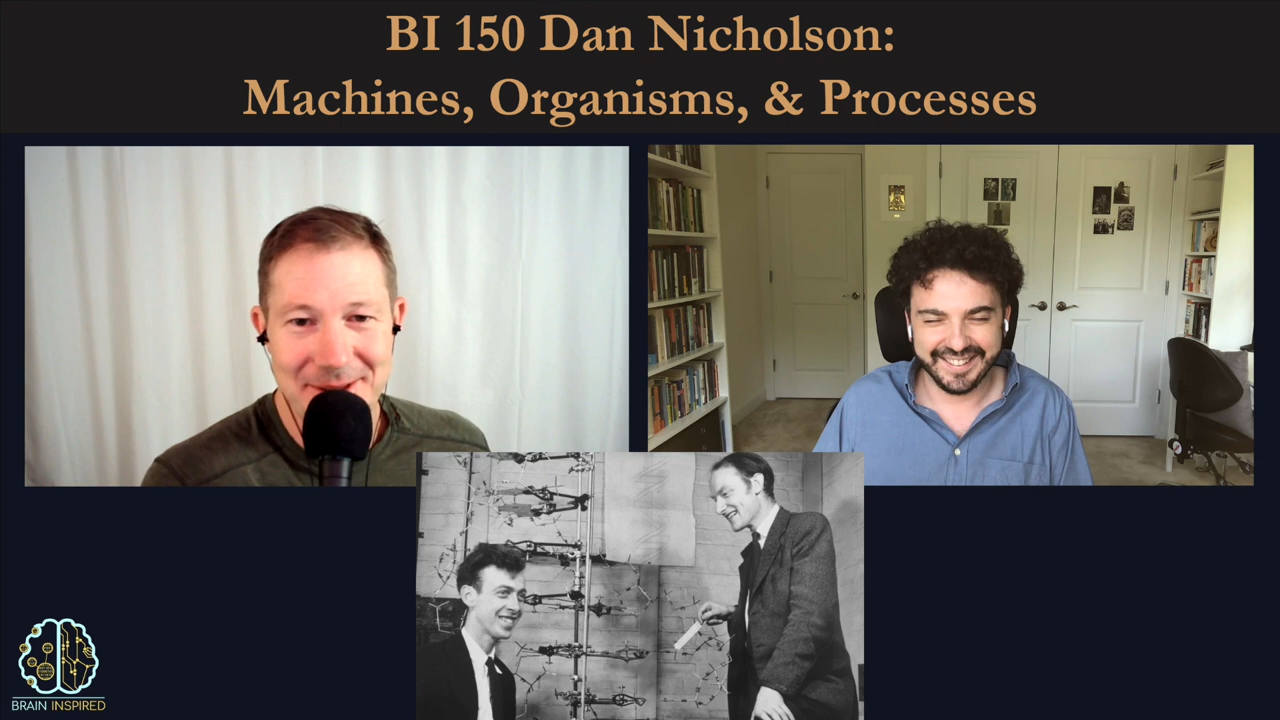 BI 150 Dan Nicholson:
Machines, Organisms, & Processes
BRAIN INSPIRED